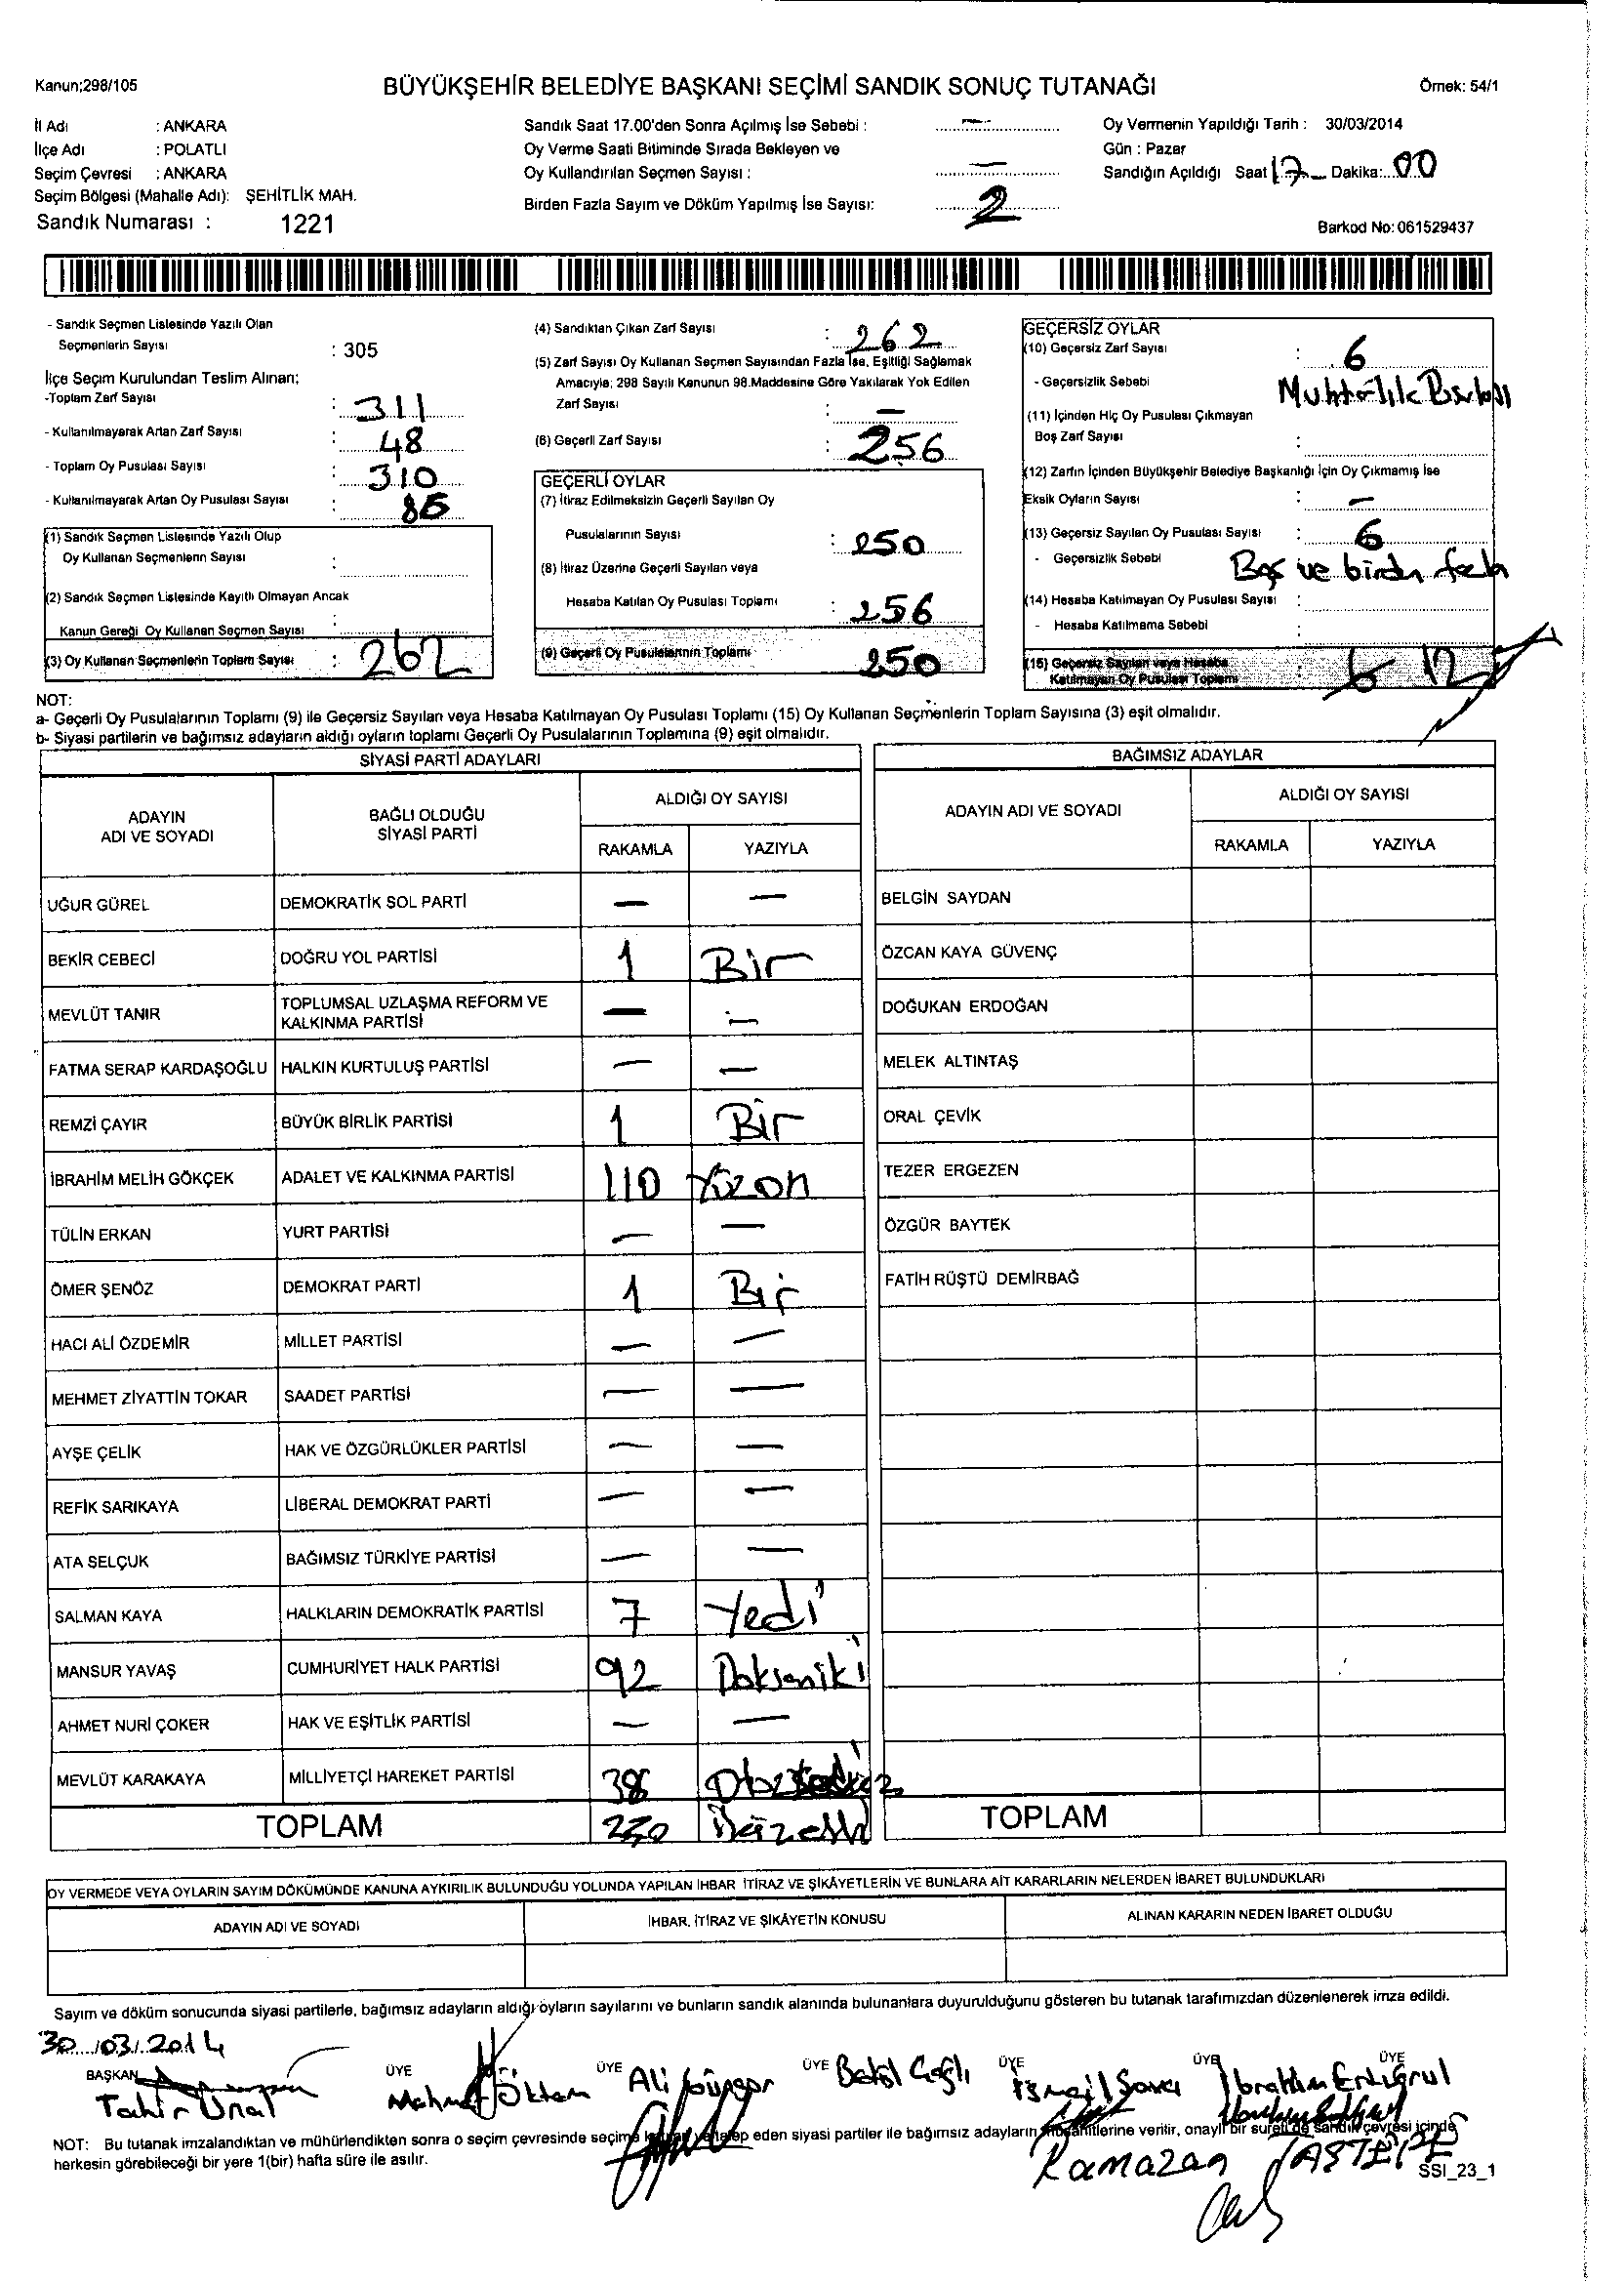 Kanun;298/105
BÜYÜKŞEHİR BELEDİYE BAŞKANI SEÇİMİ SANDIK SONUÇ TUTANAĞI
Örnek: 54/1
İl Adı : ANKARA
İlçe Adı : POLATLI
Seçim Çevresi : ANKARA
Seçim Bölgesi (Mahalle Adı): ŞEHİTLİK MAH.
Sandık Numarası : 1221
Sandık Saat 17.00'den Sonra Açılmış İse Sebebi : —
Oy Verme Saati Bitiminde Sırada Bekleyen ve
Oy Kullandırılan Seçmen Sayısı : —
Birden Fazla Sayım ve Döküm Yapılmış İse Sayısı: 2
Oy Vermenin Yapıldığı Tarih : 30/03/2014
Gün : Pazar
Sandığın Açıldığı Saat 17 Dakika: 00
Barkod No: 061529437
- Sandık Seçmen Listesinde Yazılı Olan
Seçmenlerin Sayısı : 305
İlçe Seçim Kurulundan Teslim Alınan;
-Toplam Zarf Sayısı : 311
- Kullanılmayarak Artan Zarf Sayısı : 48
- Toplam Oy Pusulası Sayısı : 310
- Kullanılmayarak Artan Oy Pusulası Sayısı :
(1) Sandık Seçmen Listesinde Yazılı Olup
Oy Kullanan Seçmenlerin Sayısı :
(2) Sandık Seçmen Listesinde Kayıtlı Olmayan Ancak
Kanun Gereği Oy Kullanan Seçmen Sayısı :
(3) Oy Kullanan Seçmenlerin Toplam Sayısı : 262
(4) Sandıktan Çıkan Zarf Sayısı : 262
(5) Zarf Sayısı Oy Kullanan Seçmen Sayısından Fazla İse, Eşitliği Sağlamak
Amacıyla; 298 Sayılı Kanunun 98.Maddesine Göre Yakılarak Yok Edilen
Zarf Sayısı : —
(6) Geçerli Zarf Sayısı : 256
GEÇERLİ OYLAR
(7) İtiraz Edilmeksizin Geçerli Sayılan Oy
Pusulalarının Sayısı : 250
(8) İtiraz Üzerine Geçerli Sayılan veya
Hesaba Katılan Oy Pusulası Toplamı : 256
(9) Geçerli Oy Pusulalarının Toplamı 250
GEÇERSİZ OYLAR
(10) Geçersiz Zarf Sayısı : 6
- Geçersizlik Sebebi Muhtarlık
(11) İçinden Hiç Oy Pusulası Çıkmayan
Boş Zarf Sayısı :
(12) Zarfın İçinden Büyükşehir Belediye Başkanlığı İçin Oy Çıkmamış İse
Eksik Oyların Sayısı : —
(13) Geçersiz Sayılan Oy Pusulası Sayısı : 6
- Geçersizlik Sebebi Boş ve birden fazla
(14) Hesaba Katılmayan Oy Pusulası Sayısı :
- Hesaba Katılmama Sebebi :
(15) Geçersiz Sayılan veya Hesaba
Katılmayan Oy Pusulası Toplamı : 6 12
NOT:
a- Geçerli Oy Pusulalarının Toplamı (9) ile Geçersiz Sayılan veya Hesaba Katılmayan Oy Pusulası Toplamı (15) Oy Kullanan Seçmenlerin Toplam Sayısına (3) eşit olmalıdır.
b- Siyasi partilerin ve bağımsız adayların aldığı oyların toplamı Geçerli Oy Pusulalarının Toplamına (9) eşit olmalıdır.
SİYASİ PARTİ ADAYLARI
ADAYIN ADI VE SOYADI BAĞLI OLDUĞU SİYASİ PARTİ ALDIĞI OY SAYISI
RAKAMLA YAZIYLA
UĞUR GÜREL DEMOKRATİK SOL PARTİ — —
BEKİR CEBECİ DOĞRU YOL PARTİSİ 1 Bir
MEVLÜT TANIR TOPLUMSAL UZLAŞMA REFORM VE KALKINMA PARTİSİ — —
FATMA SERAP KARDAŞOĞLU HALKIN KURTULUŞ PARTİSİ — —
REMZİ ÇAYIR BÜYÜK BİRLİK PARTİSİ 1 Bir
İBRAHİM MELİH GÖKÇEK ADALET VE KALKINMA PARTİSİ 110 Yüzon
TÜLİN ERKAN YURT PARTİSİ — —
ÖMER ŞENÖZ DEMOKRAT PARTİ 1 Bir
HACI ALİ ÖZDEMİR MİLLET PARTİSİ — —
MEHMET ZİYATTİN TOKAR SAADET PARTİSİ — —
AYŞE ÇELİK HAK VE ÖZGÜRLÜKLER PARTİSİ — —
REFİK SARIKAYA LİBERAL DEMOKRAT PARTİ — —
ATA SELÇUK BAĞIMSIZ TÜRKİYE PARTİSİ — —
SALMAN KAYA HALKLARIN DEMOKRATİK PARTİSİ 7 Yedi
MANSUR YAVAŞ CUMHURİYET HALK PARTİSİ 92 Doksaniki
AHMET NURİ ÇOKER HAK VE EŞİTLİK PARTİSİ — —
MEVLÜT KARAKAYA MİLLİYETÇİ HAREKET PARTİSİ 38 Otuzsekiz
TOPLAM 250 İkiyüzelli
BAĞIMSIZ ADAYLAR
ADAYIN ADI VE SOYADI ALDIĞI OY SAYISI
RAKAMLA YAZIYLA
BELGİN SAYDAN
ÖZCAN KAYA GÜVENÇ
DOĞUKAN ERDOĞAN
MELEK ALTINTAŞ
ORAL ÇEVİK
TEZER ERGEZEN
ÖZGÜR BAYTEK
FATİH RÜŞTÜ DEMİRBAĞ
TOPLAM
OY VERMEDE VEYA OYLARIN SAYIM DÖKÜMÜNDE KANUNA AYKIRILIK BULUNDUĞU YOLUNDA YAPILAN İHBAR İTİRAZ VE ŞİKÂYETLERİN VE BUNLARA AİT KARARLARIN NELERDEN İBARET BULUNDUKLARI
ADAYIN ADI VE SOYADI İHBAR, İTİRAZ VE ŞİKÂYETİN KONUSU ALINAN KARARIN NEDEN İBARET OLDUĞU
Sayım ve döküm sonucunda siyasi partilerle, bağımsız adayların aldığı oyların sayılarını ve bunların sandık alanında bulunanlara duyurulduğunu gösteren bu tutanak tarafımızdan düzenlenerek imza edildi.
30/03/2014
BAŞKAN ÜYE ÜYE ÜYE ÜYE ÜYE ÜYE
Tahir Ünal Mahmut Öktem Ali Betül İsmail Savcı İbrahim Ertuğrul
NOT: Bu tutanak imzalandıktan ve mühürlendikten sonra o seçim çevresinde seçime talep eden siyasi partiler ile bağımsız adayların müşahitlerine verilir, onaylı bir sureti de sandık çevresi içinde
herkesin görebileceği bir yere 1(bir) hafta süre ile asılır.
Ramazan TAŞTEPE
SSI_23_1